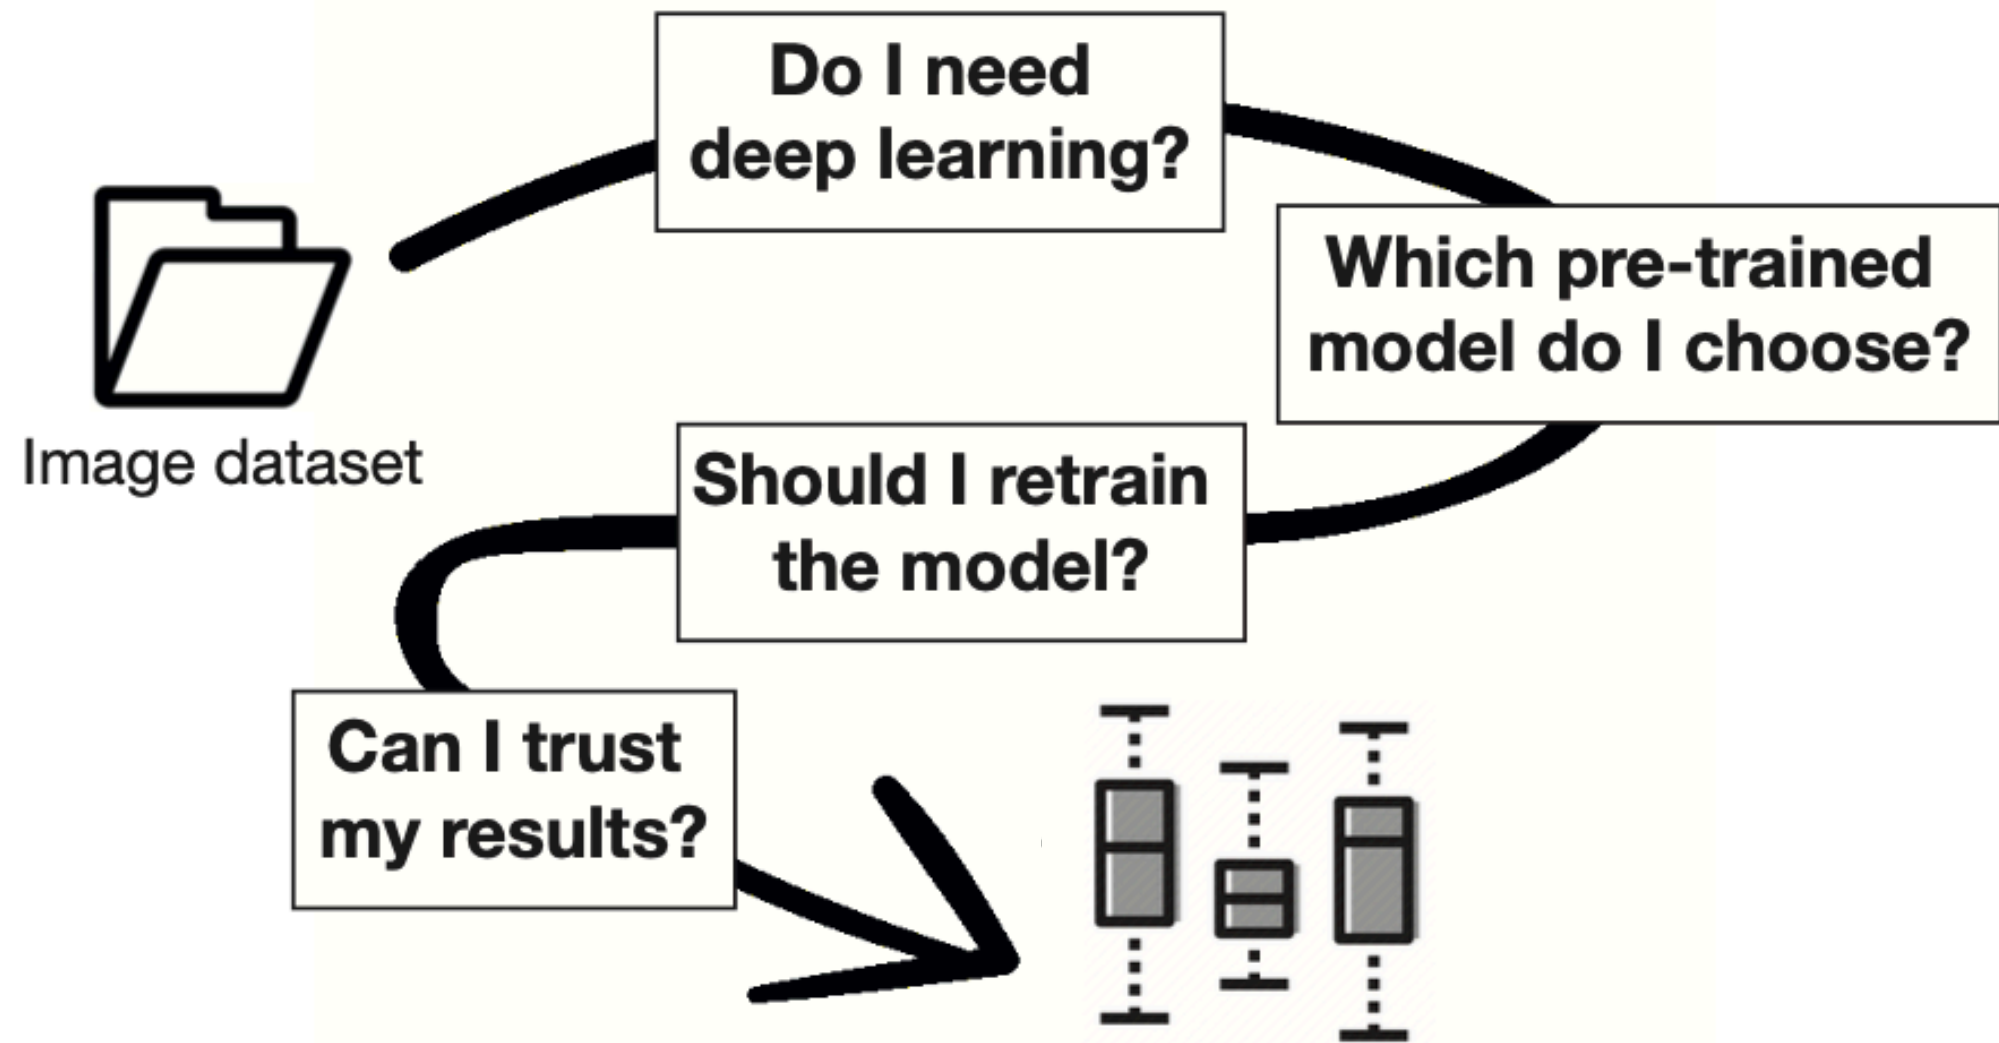 Do I need
deep learning?
Which pre-trained
model do I choose?
Image dataset
Should I retrain
the model?
Can I trust
my results?